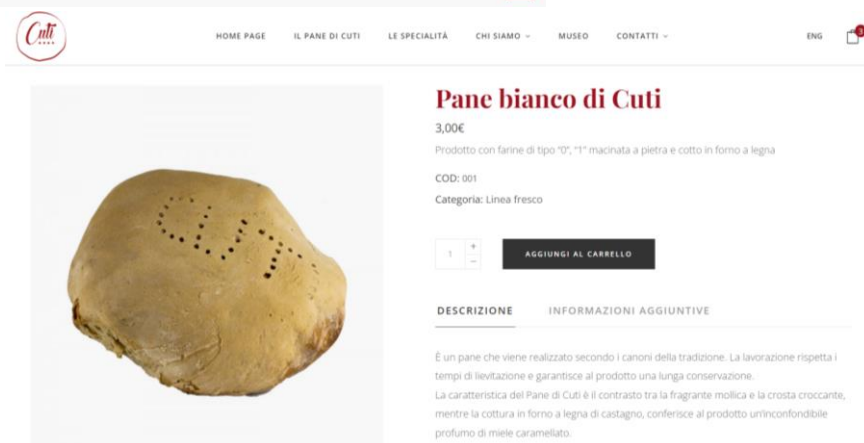 Cuti
HOME PAGE IL PANE DI CUTI LE SPECIALITÀ CHI SIAMO MUSEO CONTATTI ENG 3
Pane bianco di Cuti
3,00€
Prodotto con farine di tipo "0", "1" macinata a pietra e cotto in forno a legna
COD: 001
Categoria: Linea fresco
CUTI
1 + − AGGIUNGI AL CARRELLO
DESCRIZIONE INFORMAZIONI AGGIUNTIVE
È un pane che viene realizzato secondo i canoni della tradizione. La lavorazione rispetta i
tempi di lievitazione e garantisce al prodotto una lunga conservazione.
La caratteristica del Pane di Cuti è il contrasto tra la fragrante mollica e la crosta croccante,
mentre la cottura in forno a legna di castagno, conferisce al prodotto un'inconfondibile
profumo di miele caramellato.